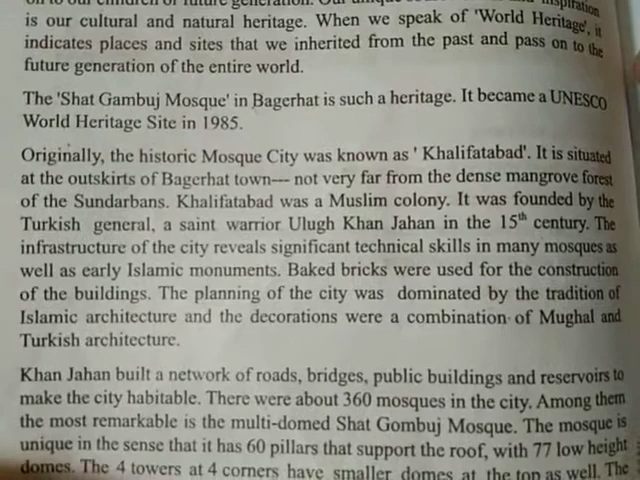 is our cultural and natural heritage. When we speak of 'World Heritage', it
indicates places and sites that we inherited from the past and pass on to the
future generation of the entire world.
The 'Shat Gambuj Mosque' in Bagerhat is such a heritage. It became a UNESCO
World Heritage Site in 1985.
Originally, the historic Mosque City was known as ' Khalifatabad'. It is situated
at the outskirts of Bagerhat town--- not very far from the dense mangrove forest
of the Sundarbans. Khalifatabad was a Muslim colony. It was founded by the
Turkish general, a saint warrior Ulugh Khan Jahan in the 15th century. The
infrastructure of the city reveals significant technical skills in many mosques as
well as early Islamic monuments. Baked bricks were used for the construction
of the buildings. The planning of the city was dominated by the tradition of
Islamic architecture and the decorations were a combination of Mughal and
Turkish architecture.
Khan Jahan built a network of roads, bridges, public buildings and reservoirs to
make the city habitable. There were about 360 mosques in the city. Among them
the most remarkable is the multi-domed Shat Gombuj Mosque. The mosque is
unique in the sense that it has 60 pillars that support the roof, with 77 low height
domes. The 4 towers at 4 corners have smaller domes at the top as well. The